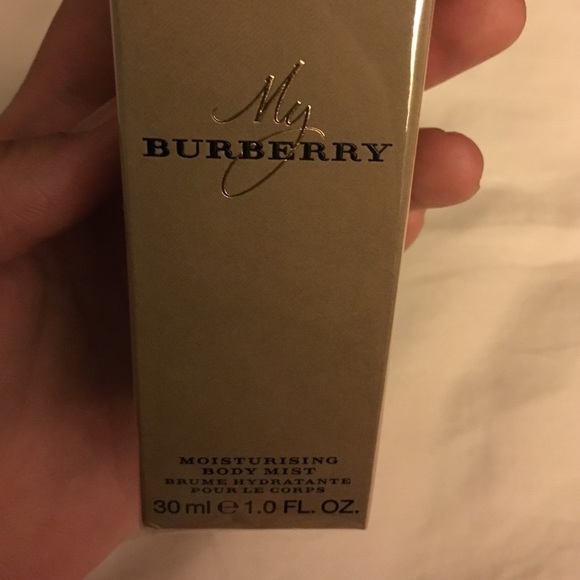 My
BURBERRY
MOISTURISING
BODY MIST
BRUME HYDRATANTE
POUR LE CORPS
30 ml ℮ 1.0 FL. OZ.